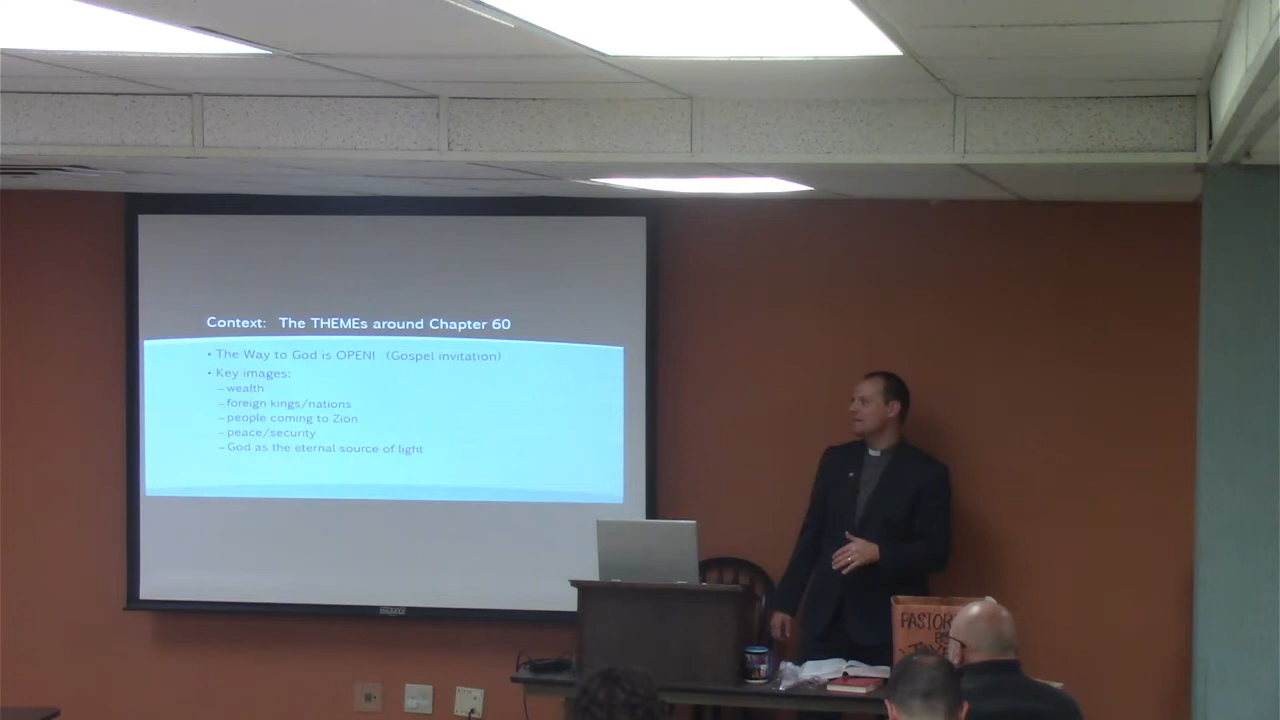 Context: The THEMEs around Chapter 60
• The Way to God is OPEN! (Gospel invitation)
• Key images:
– wealth
– foreign kings/nations
– people coming to Zion
– peace/security
– God as the eternal source of light
PASTOR